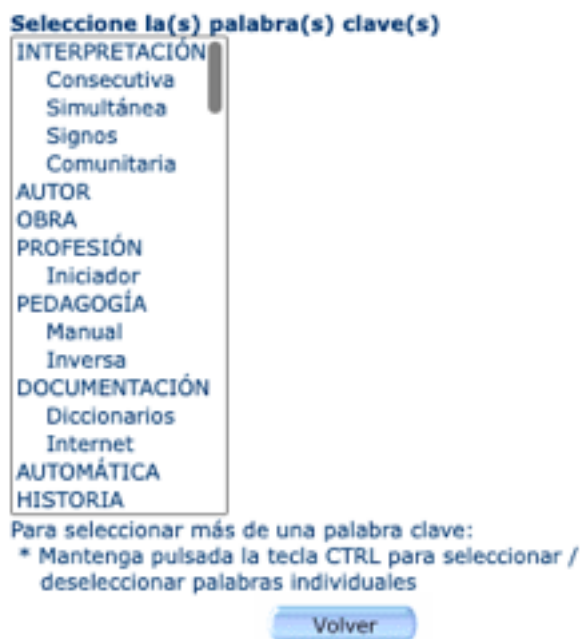 Seleccione la(s) palabra(s) clave(s)
INTERPRETACIÓN
Consecutiva
Simultánea
Signos
Comunitaria
AUTOR
OBRA
PROFESIÓN
Iniciador
PEDAGOGÍA
Manual
Inversa
DOCUMENTACIÓN
Diccionarios
Internet
AUTOMÁTICA
HISTORIA
Para seleccionar más de una palabra clave:
* Mantenga pulsada la tecla CTRL para seleccionar /
deseleccionar palabras individuales
Volver